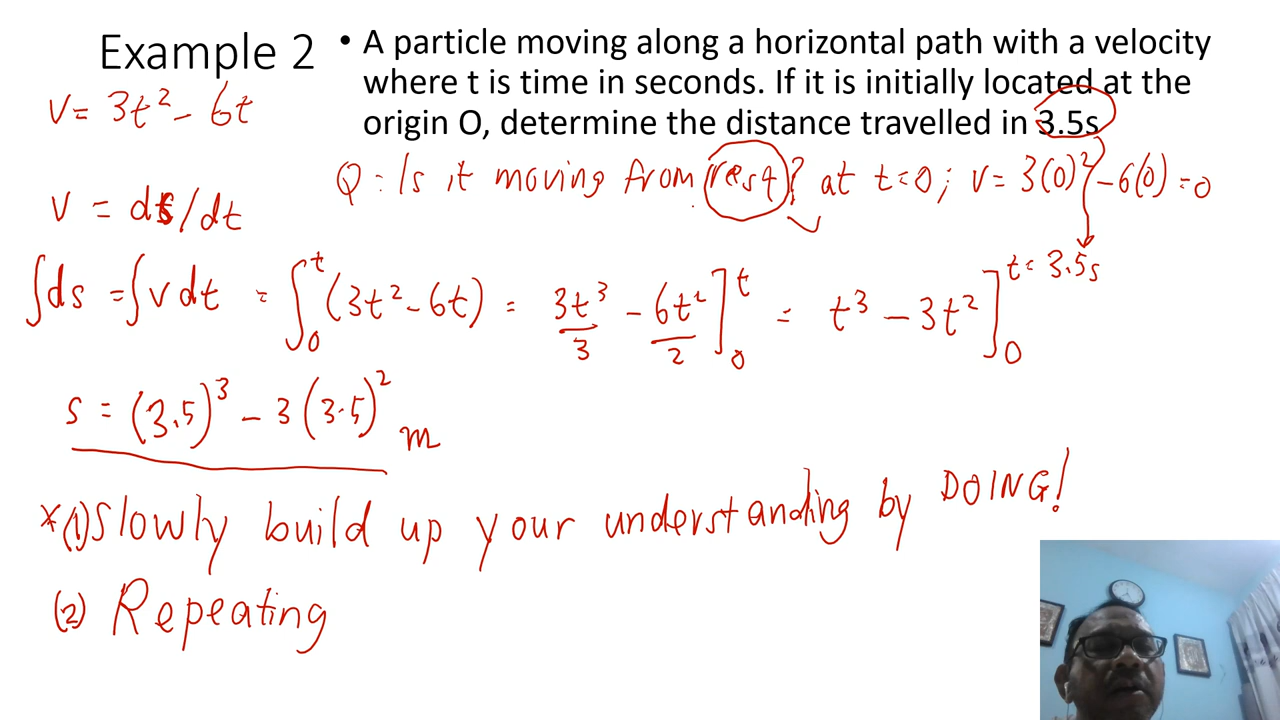 Example 2
• A particle moving along a horizontal path with a velocity
where t is time in seconds. If it is initially located at the
origin O, determine the distance travelled in 3.5s
v = 3t² - 6t
Q : Is it moving from rest? at t=0; v = 3(0)² - 6(0) = 0
v = ds/dt
∫ds = ∫v dt = ∫₀ᵗ (3t² - 6t) = 3t³/3 - 6t²/2 ]₀ᵗ = t³ - 3t² ]₀^t=3.5s
s = (3.5)³ - 3(3.5)² m
*(1) Slowly build up your understanding by DOING!
(2) Repeating